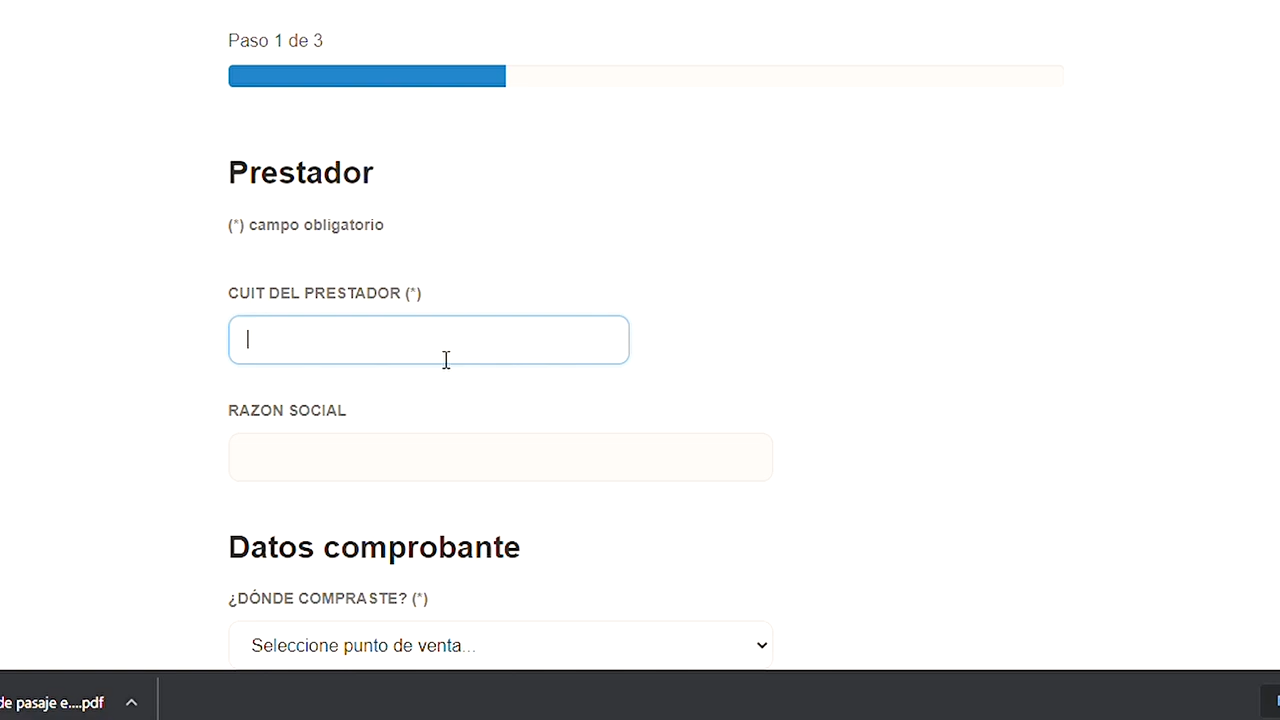 Paso 1 de 3
Prestador
(*) campo obligatorio
CUIT DEL PRESTADOR (*)
RAZON SOCIAL
Datos comprobante
¿DÓNDE COMPRASTE? (*)
Seleccione punto de venta...
de pasaje e....pdf